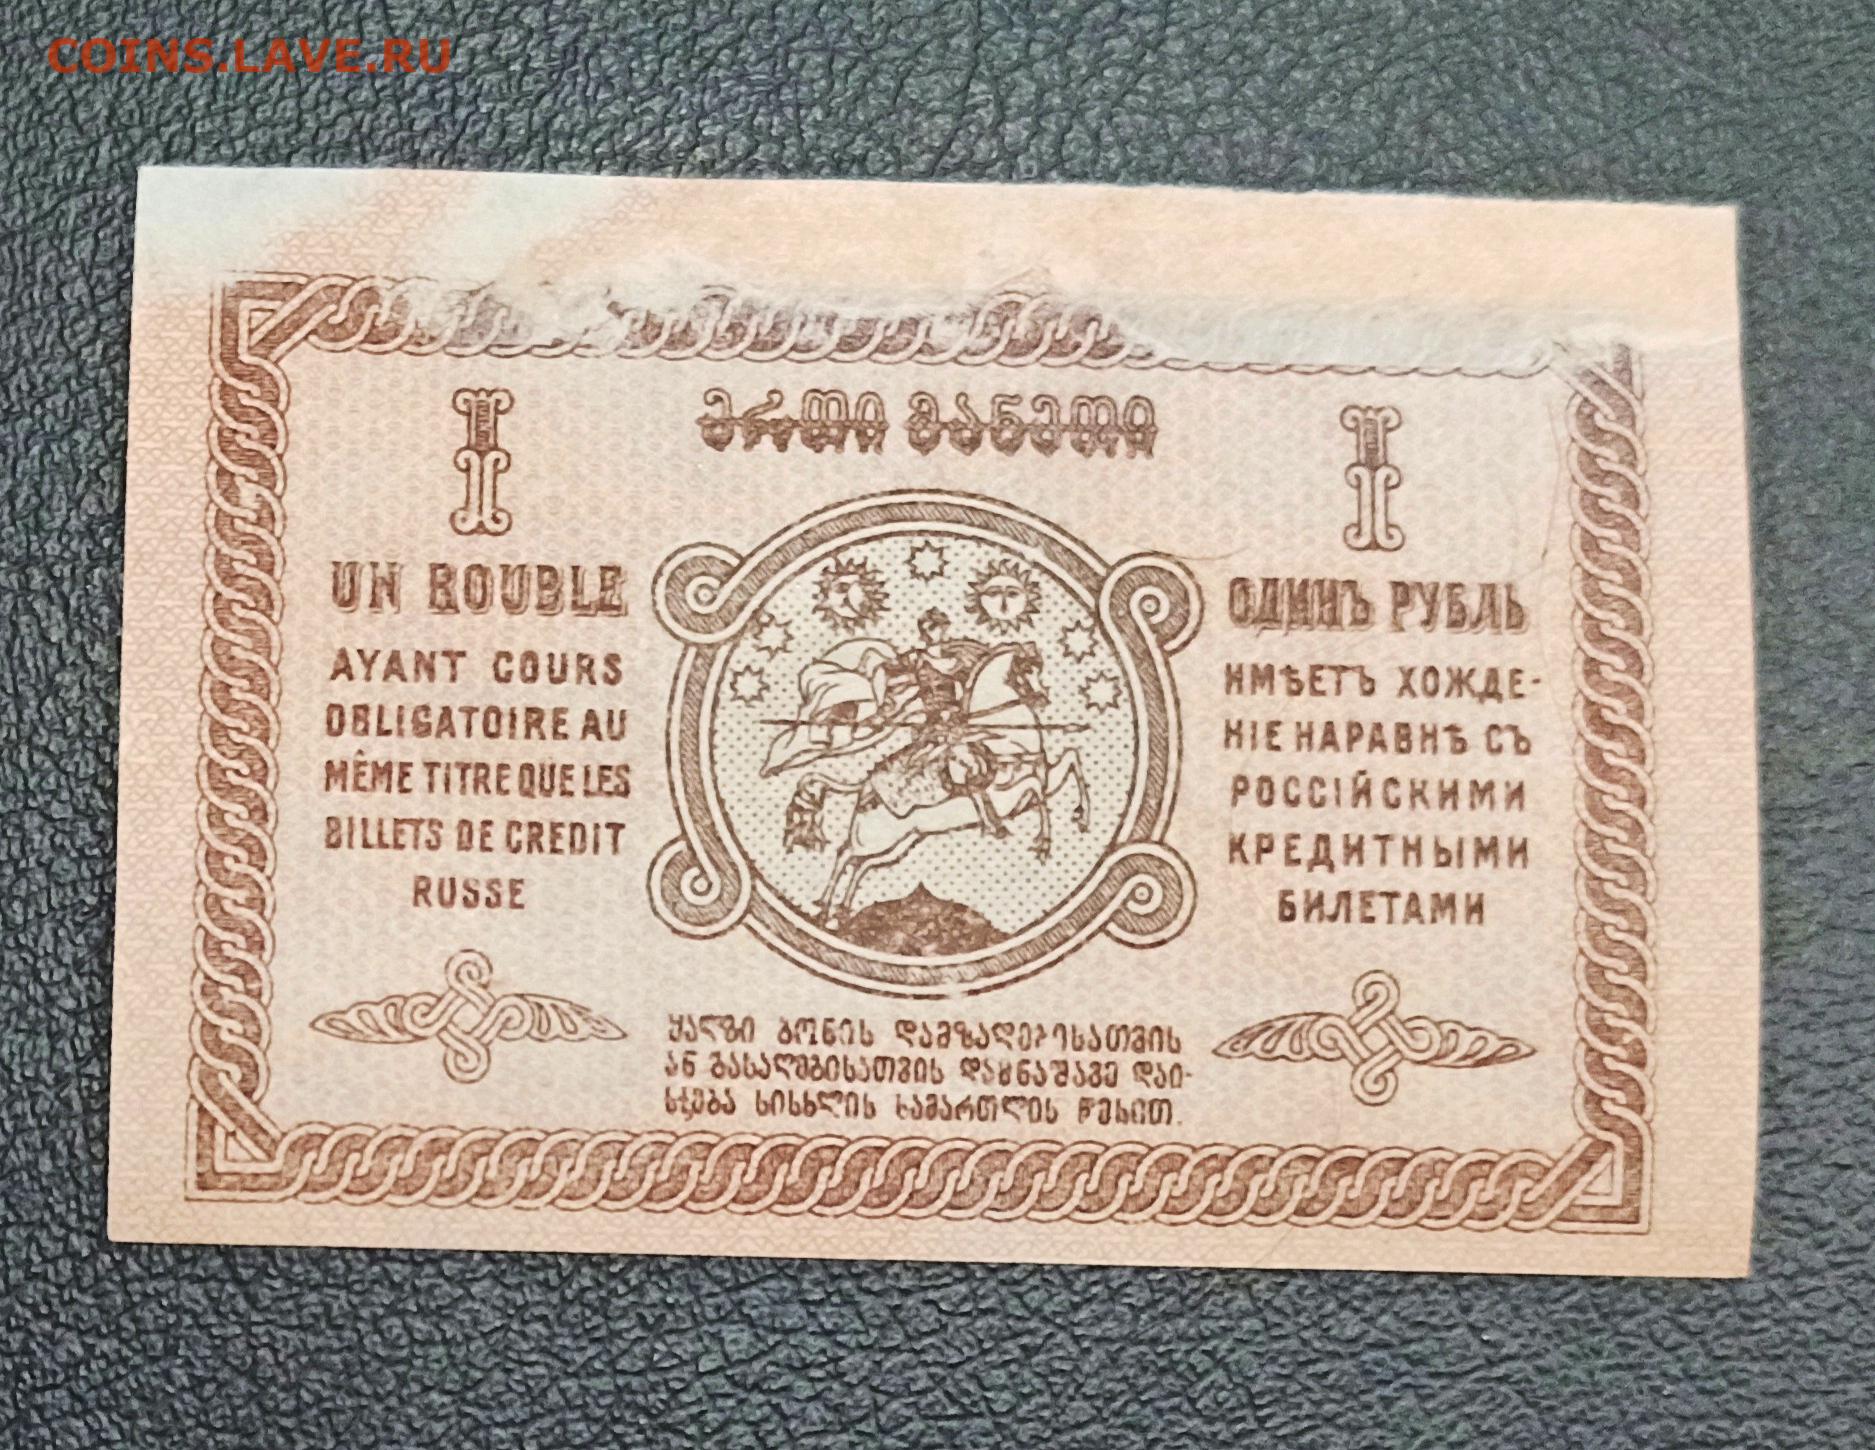 COINS.LAVE.RU
ერთი მანეთი
UN ROUBLE
AYANT COURS
OBLIGATOIRE AU
MÊME TITRE QUE LES
BILLETS DE CREDIT
RUSSE
ОДИНЪ РУБЛЬ
ИМѢЕТЪ ХОЖДЕ-
НІЕ НАРАВНѢ СЪ
РОССІЙСКИМИ
КРЕДИТНЫМИ
БИЛЕТАМИ
1
1
ყალბი ბონის დამზადებისათვის
ან გასაღებისათვის დამნაშავე დაი-
სჯება სისხლის სამართლის წესით.